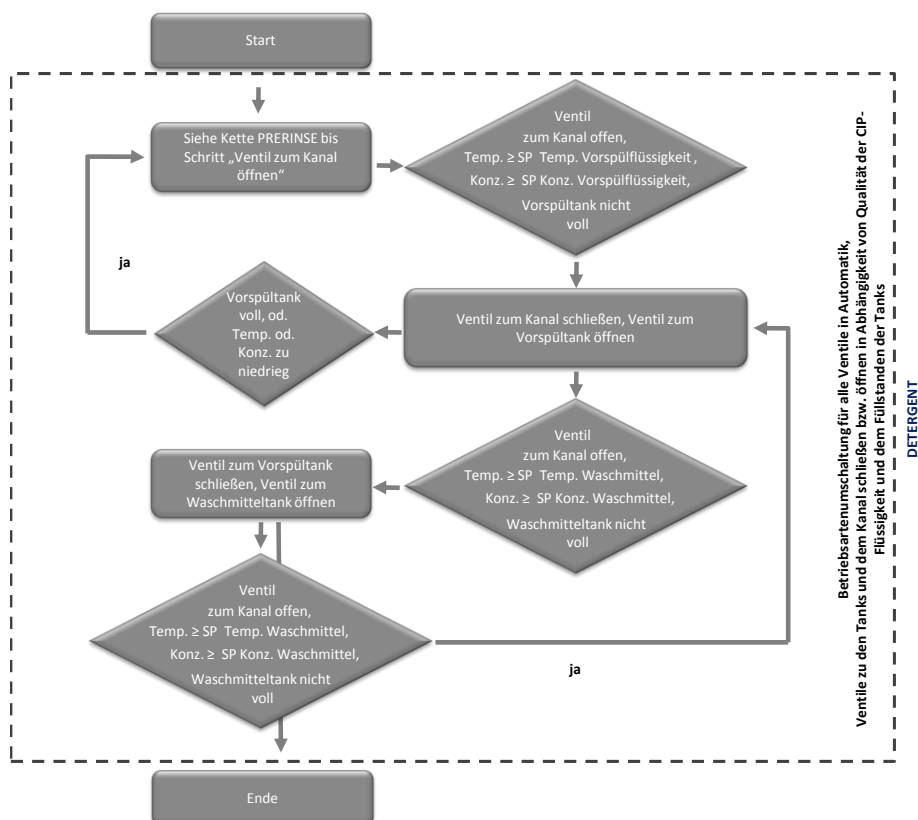 Start
Siehe Kette PRERINSE bis
Schritt „Ventil zum Kanal
öffnen“
Ventil
zum Kanal offen,
Temp. ≥ SP Temp. Vorspülflüssigkeit ,
Konz. ≥ SP Konz. Vorspülflüssigkeit,
Vorspültank nicht
voll
ja
Vorspültank
voll, od.
Temp. od.
Konz. zu
niedrieg
Ventil zum Kanal schließen, Ventil zum
Vorspültank öffnen
Ventil zum Vorspültank
schließen, Ventil zum
Waschmitteltank öffnen
Ventil
zum Kanal offen,
Temp. ≥ SP Temp. Waschmittel,
Konz. ≥ SP Konz. Waschmittel,
Waschmitteltank nicht
voll
Ventil
zum Kanal offen,
Temp. ≥ SP Temp. Waschmittel,
Konz. ≥ SP Konz. Waschmittel,
Waschmitteltank nicht
voll
ja
Ende
Betriebsartenumschaltung für alle Ventile in Automatik,
Ventile zu den Tanks und dem Kanal schließen bzw. öffnen in Abhängigkeit von Qualität der CIP-
Flüssigkeit und dem Füllstanden der Tanks
DETERGENT